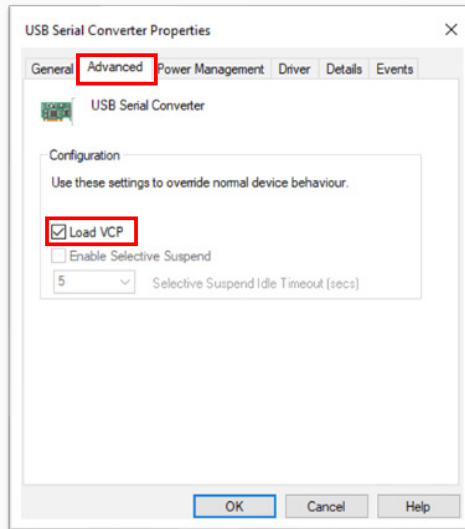 USB Serial Converter Properties
General Advanced Power Management Driver Details Events
USB Serial Converter
Configuration
Use these settings to override normal device behaviour.
Load VCP
Enable Selective Suspend
5 Selective Suspend Idle Timeout (secs)
OK Cancel Help